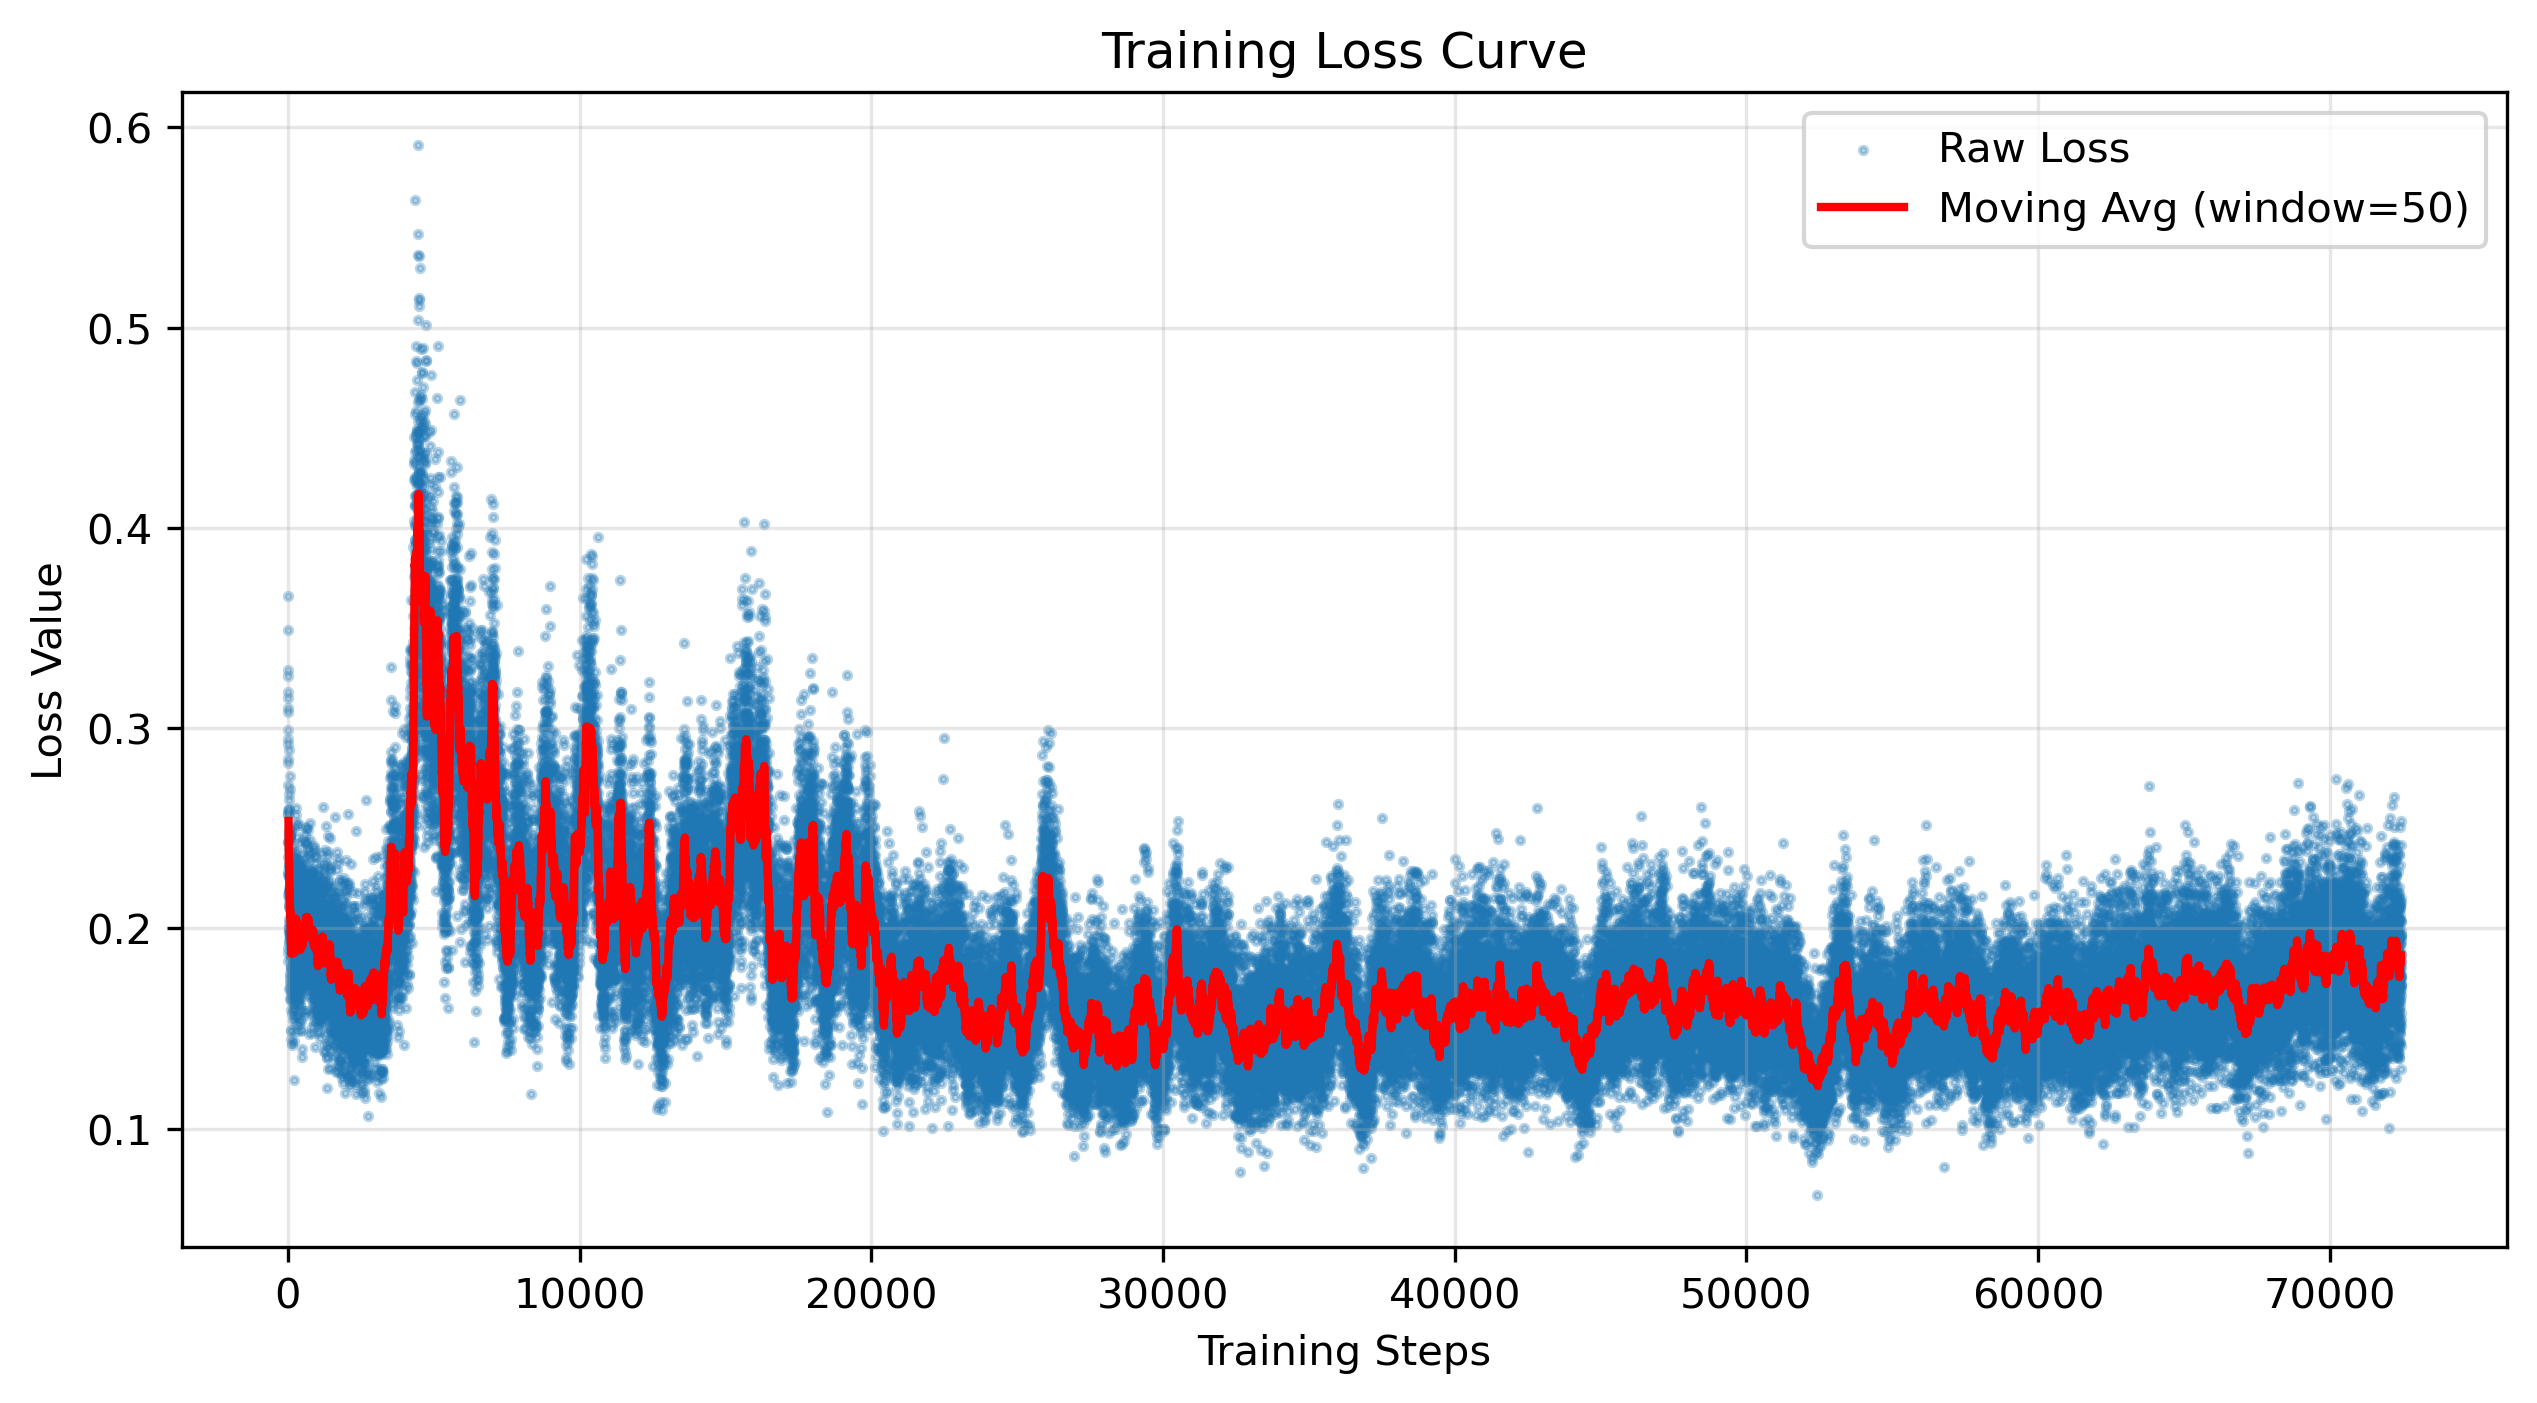 Training Loss Curve
Raw Loss
Moving Avg (window=50)
Loss Value
0.6
0.5
0.4
0.3
0.2
0.1
0 10000 20000 30000 40000 50000 60000 70000
Training Steps